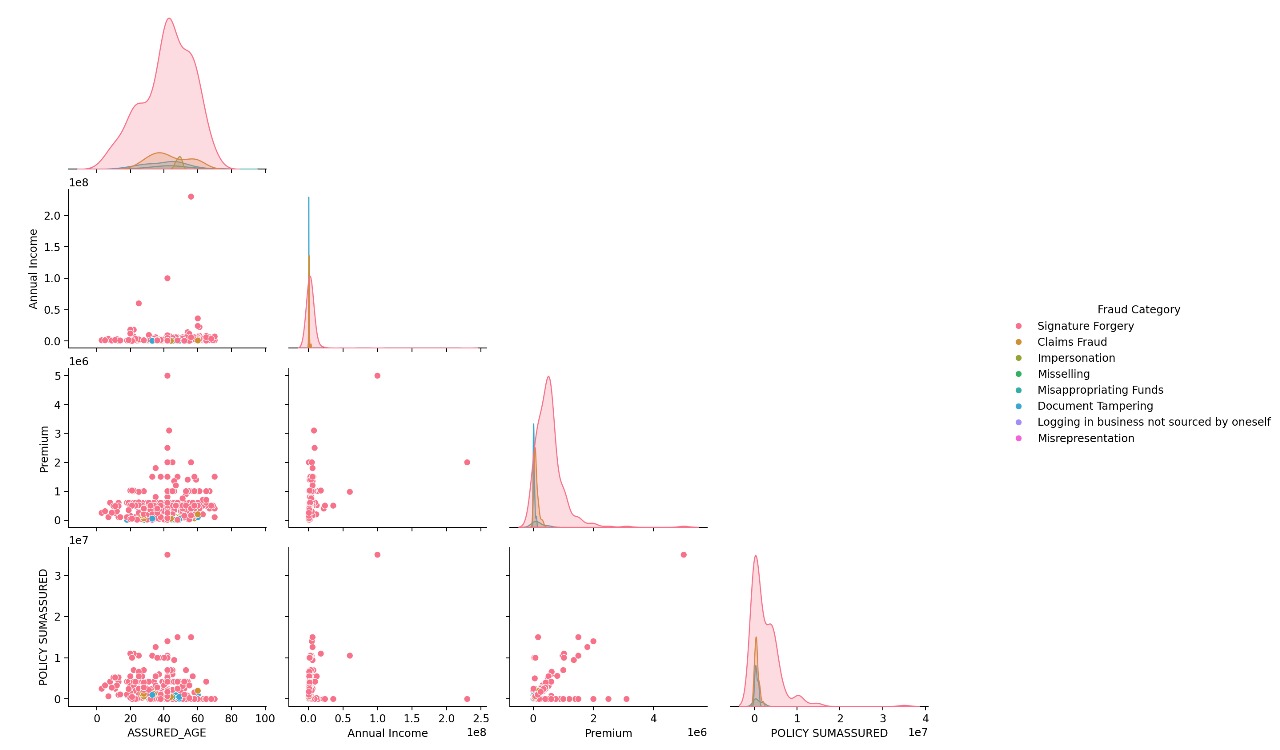 1e8
2.0
1.5
1.0
0.5
0.0
Annual Income
Fraud Category
Signature Forgery
Claims Fraud
Impersonation
Misselling
Misappropriating Funds
Document Tampering
Logging in business not sourced by oneself
Misrepresentation
1e6
5
4
3
2
1
0
Premium
1e7
3
2
1
0
POLICY SUMASSURED
0 20 40 60 80 100
ASSURED_AGE
0.0 0.5 1.0 1.5 2.0 2.5
Annual Income 1e8
0 2 4
Premium 1e6
0 1 2 3 4
POLICY SUMASSURED 1e7